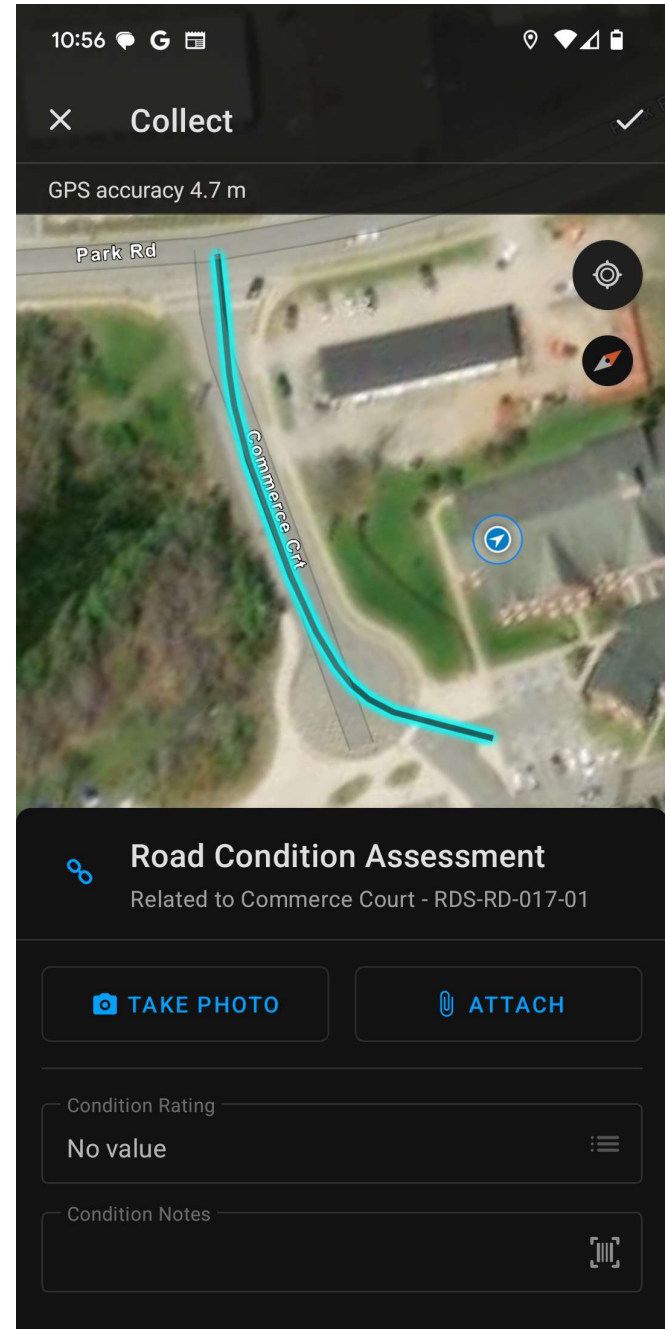 10:56
Collect
GPS accuracy 4.7 m
Park Rd
Commerce Crt
Road Condition Assessment
Related to Commerce Court - RDS-RD-017-01
TAKE PHOTO
ATTACH
Condition Rating
No value
Condition Notes